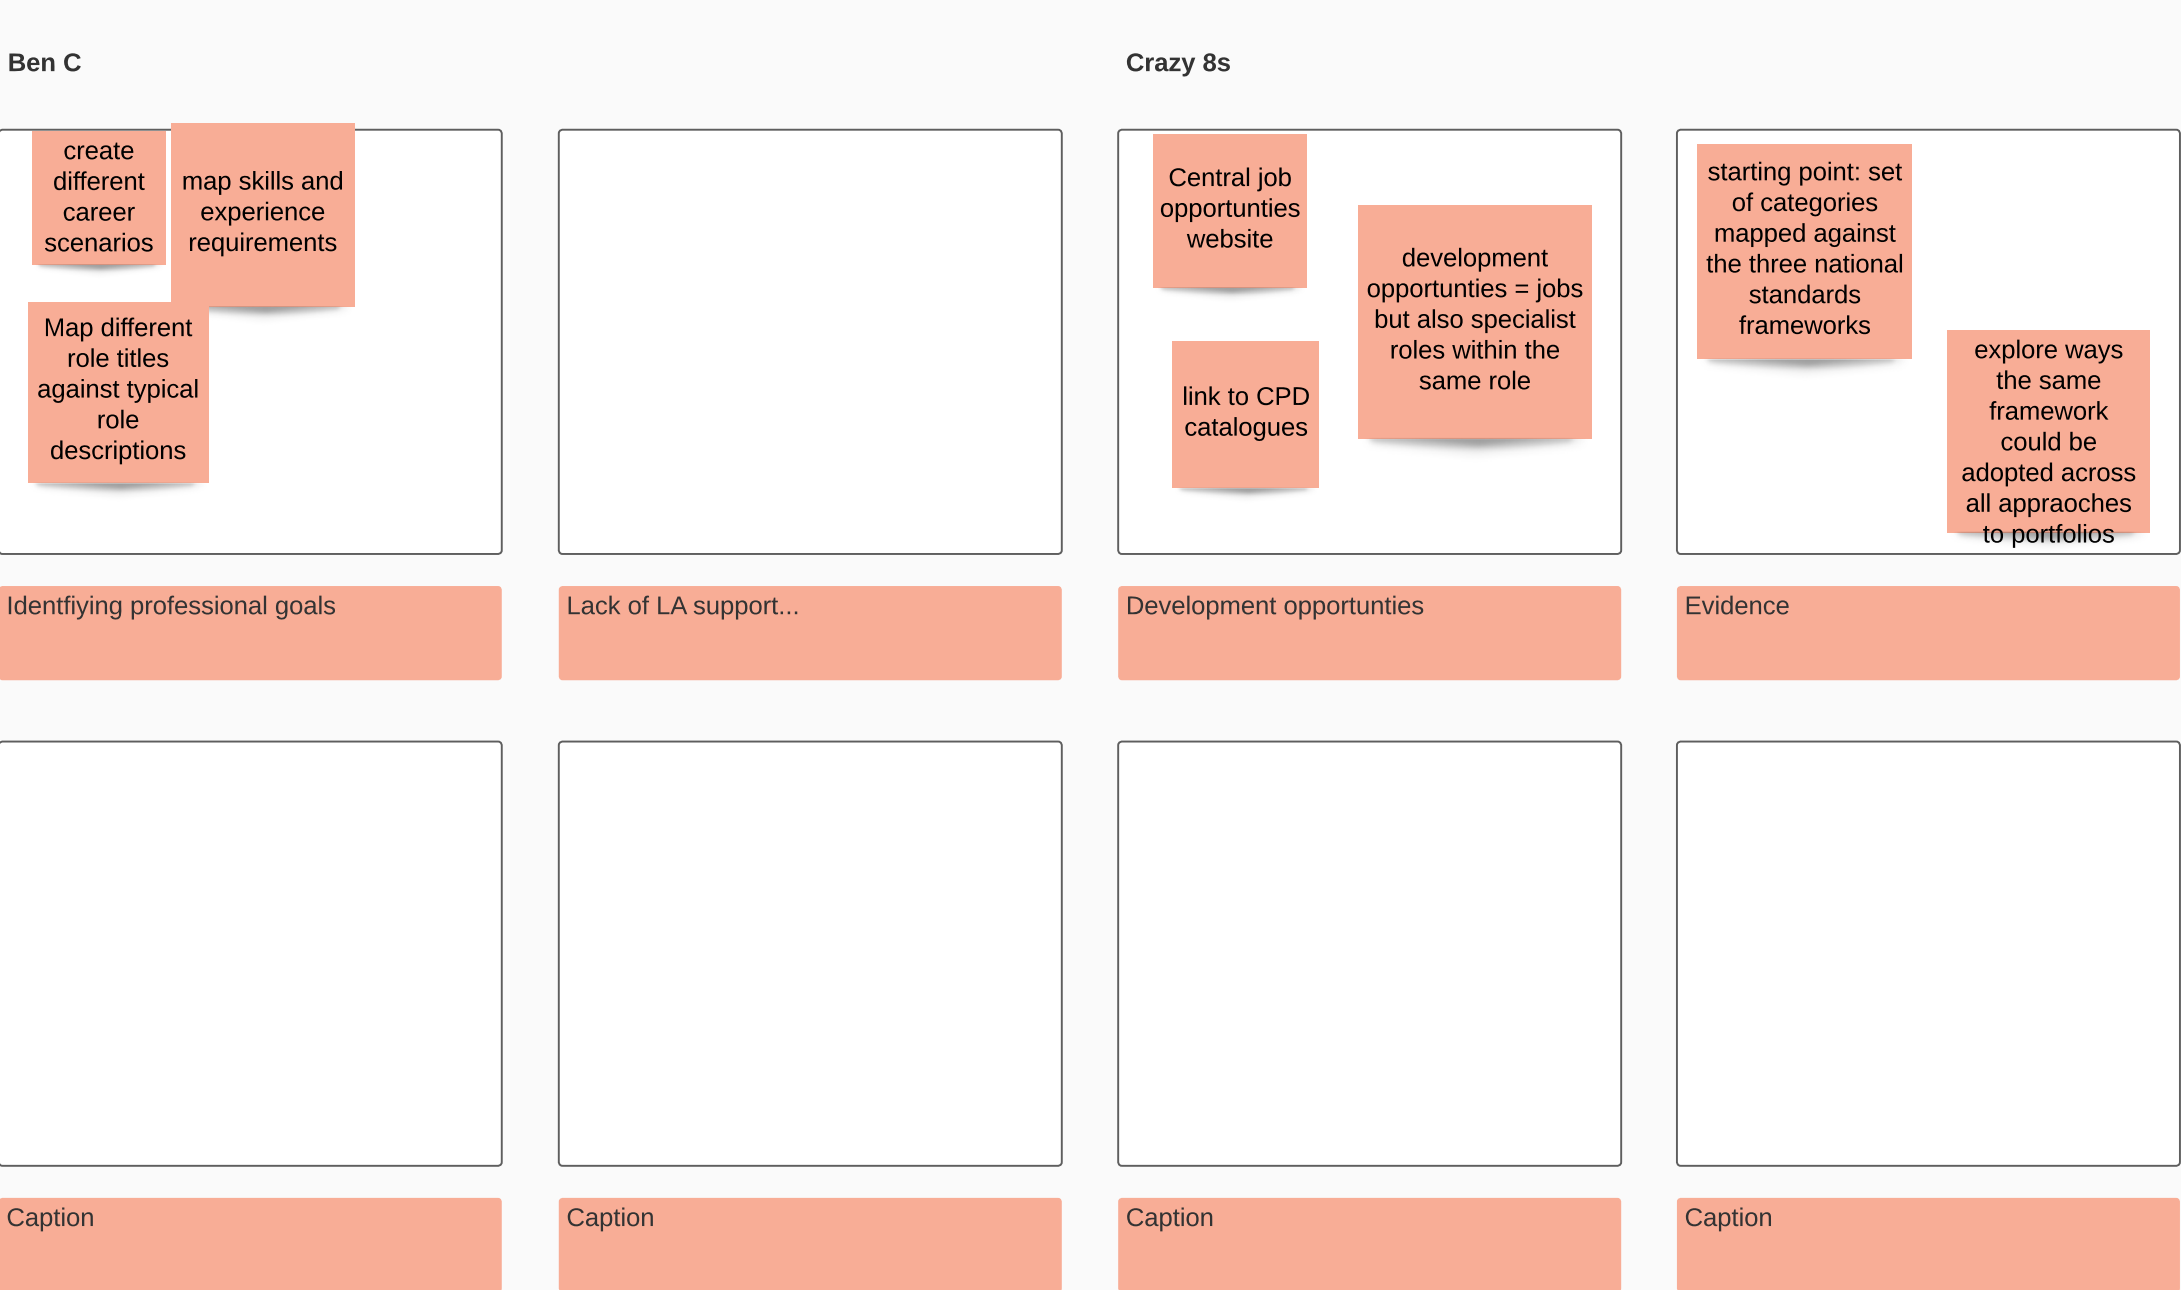 Ben C
Crazy 8s
create
different
career
scenarios
map skills and
experience
requirements
Map different
role titles
against typical
role
descriptions
Central job
opportunties
website
development
opportunties = jobs
but also specialist
roles within the
same role
link to CPD
catalogues
starting point: set
of categories
mapped against
the three national
standards
frameworks
explore ways
the same
framework
could be
adopted across
all appraoches
to portfolios
Identfiying professional goals
Lack of LA support...
Development opportunties
Evidence
Caption
Caption
Caption
Caption